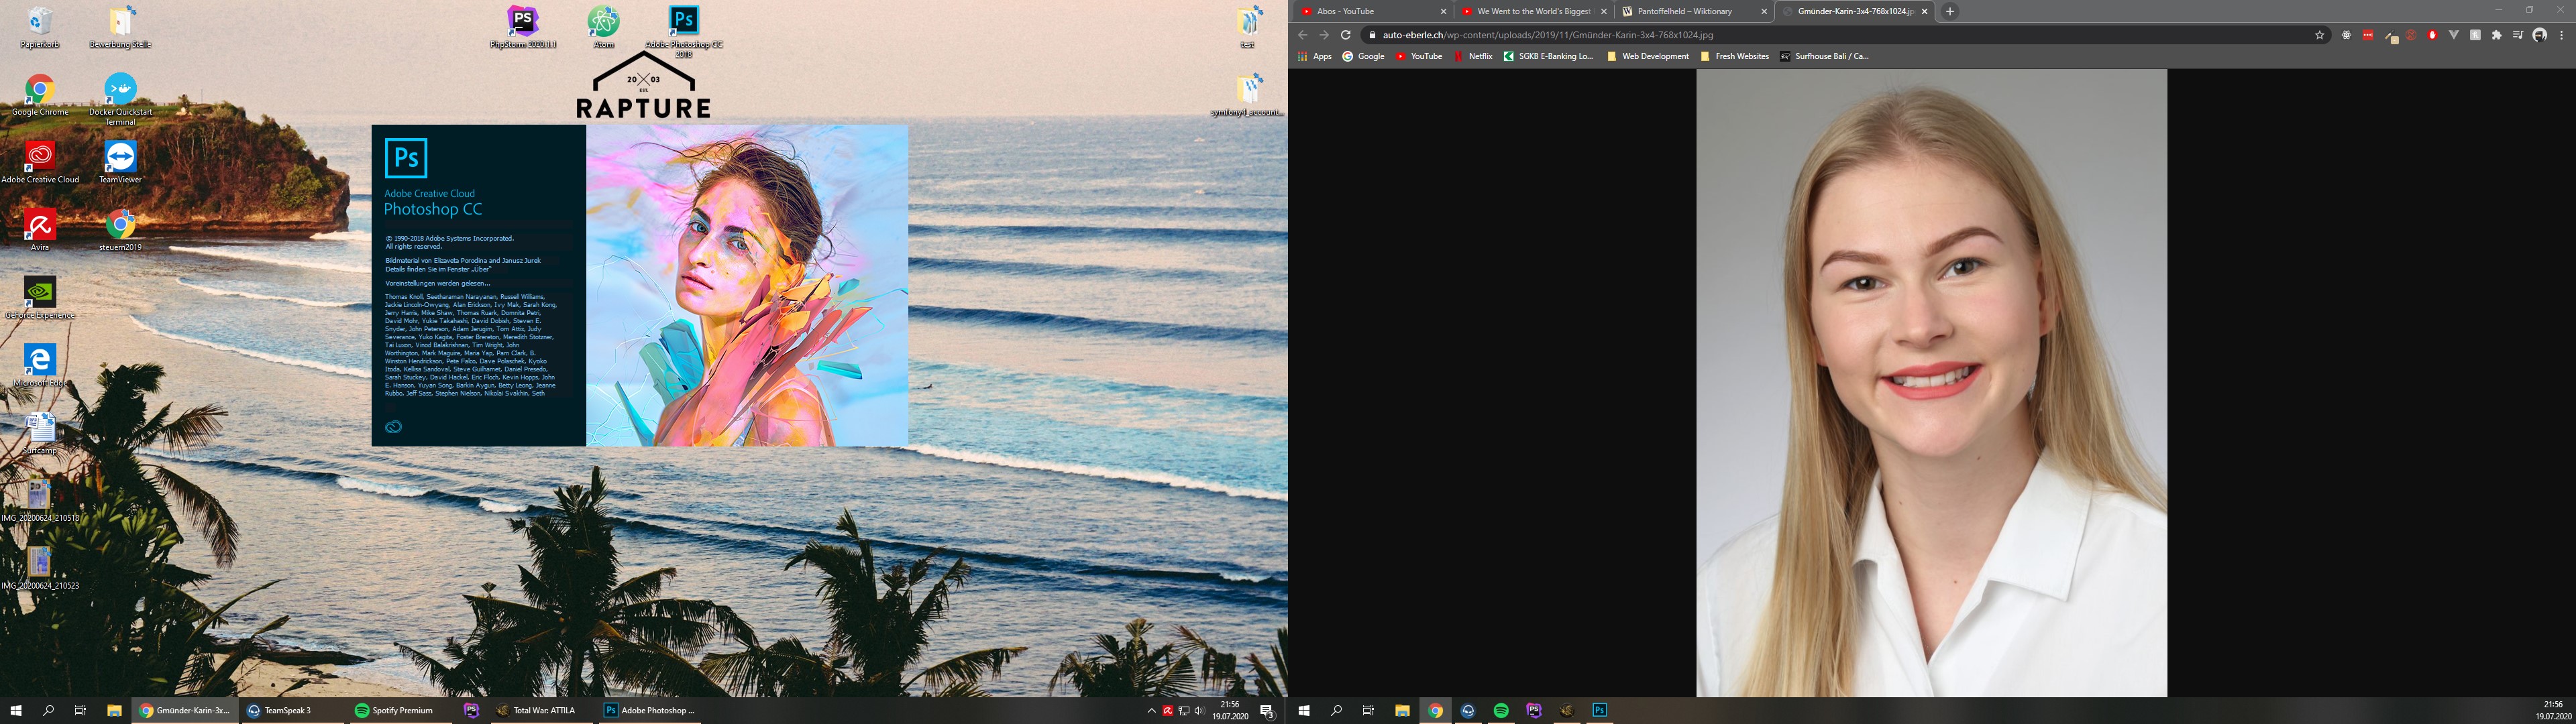 Papierkorb
Bewerbung Stelle
PhpStorm 2020.1.1
Atom
Adobe Photoshop CC
2018
test
Google Chrome
Docker Quickstart
Terminal
symfony4_account...
20 03
EST.
RAPTURE
Adobe Creative Cloud
TeamViewer
Avira
steuern2019
GeForce Experience
Microsoft Edge
Surfcamp
IMG_20200624_210518
IMG_20200624_210523
Ps
Adobe Creative Cloud
Photoshop CC
© 1990-2018 Adobe Systems Incorporated.
All rights reserved.
Bildmaterial von Elizaveta Porodina and Janusz Jurek
Details finden Sie im Fenster „Über"
Voreinstellungen werden gelesen...
Thomas Knoll, Seetharaman Narayanan, Russell Williams,
Jackie Lincoln-Owyang, Alan Erickson, Ivy Mak, Sarah Kong,
Jerry Harris, Mike Shaw, Thomas Ruark, Domnita Petri,
David Mohr, Yukie Takahashi, David Dobish, Steven E.
Snyder, John Peterson, Adam Jerugim, Tom Attix, Judy
Severance, Yuko Kagita, Foster Brereton, Meredith Stotzner,
Tai Luxon, Vinod Balakrishnan, Tim Wright, John
Worthington, Mark Maguire, Maria Yap, Pam Clark, B.
Winston Hendrickson, Pete Falco, Dave Polaschek, Kyoko
Itoda, Kellisa Sandoval, Steve Guilhamet, Daniel Presedo,
Sarah Stuckey, David Hackel, Eric Floch, Kevin Hopps, John
E. Hanson, Yuyan Song, Barkin Aygun, Betty Leong, Jeanne
Rubbo, Jeff Sass, Stephen Nielson, Nikolai Svakhin, Seth
Gmünder-Karin-3x...
TeamSpeak 3
Spotify Premium
Total War: ATTILA
Adobe Photoshop ...
21:56
19.07.2020
3
Abos - YouTube
We Went to the World's Biggest
Pantoffelheld – Wiktionary
Gmünder-Karin-3x4-768x1024.jp
auto-eberle.ch/wp-content/uploads/2019/11/Gmünder-Karin-3x4-768x1024.jpg
Apps
Google
YouTube
Netflix
SGKB E-Banking Lo...
Web Development
Fresh Websites
Surfhouse Bali / Ca...
21:56
19.07.2020